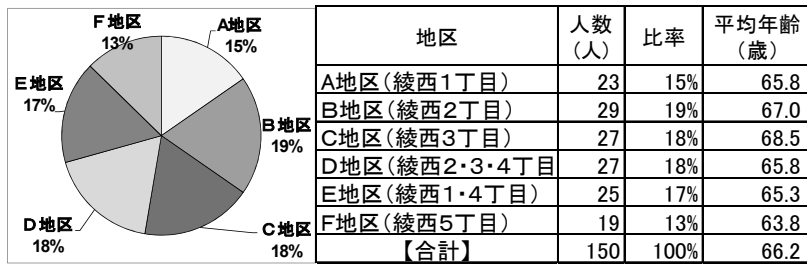 F地区
13%
A地区
15%
E地区
17%
B地区
19%
D地区
18%
C地区
18%
地区 人数(人) 比率 平均年齢(歳)
A地区(綾西1丁目) 23 15% 65.8
B地区(綾西2丁目) 29 19% 67.0
C地区(綾西3丁目) 27 18% 68.5
D地区(綾西2・3・4丁目 27 18% 65.8
E地区(綾西1・4丁目) 25 17% 65.3
F地区(綾西5丁目) 19 13% 63.8
【合計】 150 100% 66.2